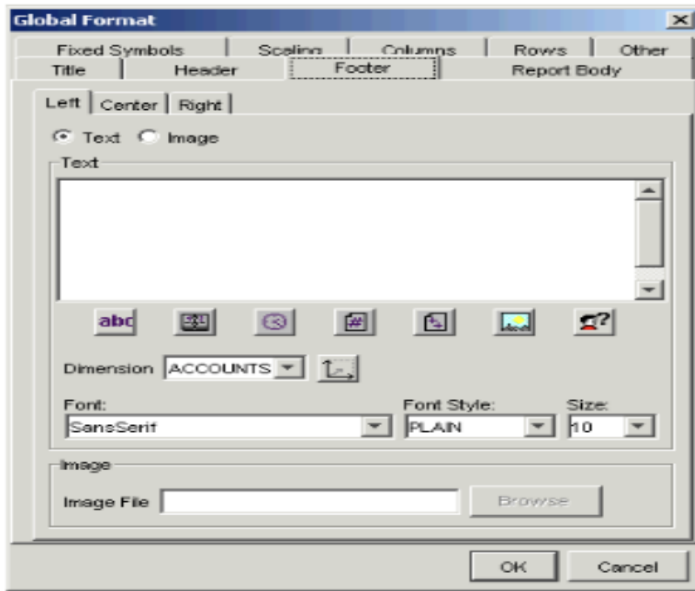 Global Format
Fixed Symbols Scaling Columns Rows Other
Title Header Footer Report Body
Left Center Right
Text Image
Text
abc # ?
Dimension ACCOUNTS
Font: Font Style: Size:
SansSerif PLAIN 10
Image
Image File Browse
OK Cancel